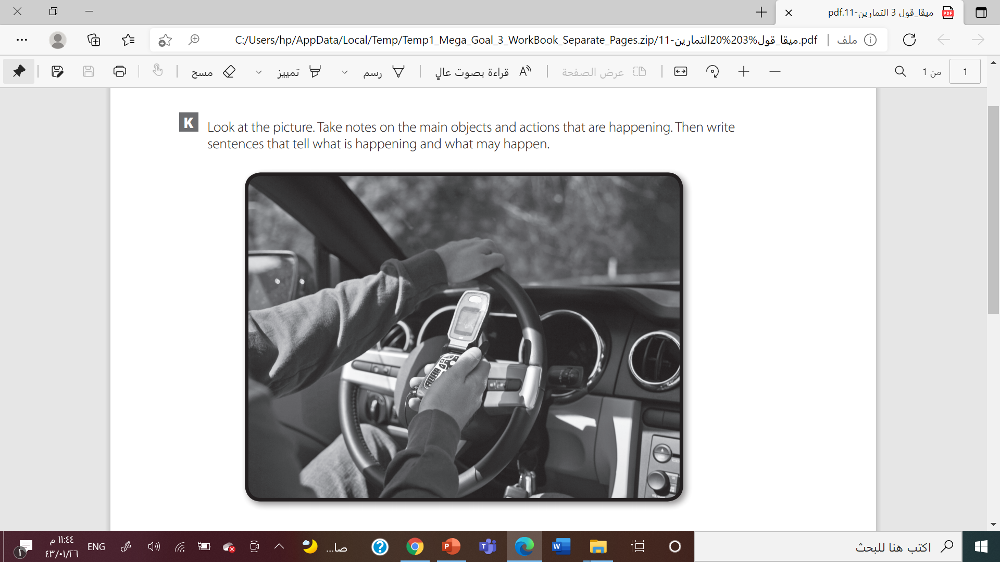 ميقا_قول 3 التمارين-11.pdf
ملف
C:/Users/hp/AppData/Local/Temp/Temp1_Mega_Goal_3_WorkBook_Separate_Pages.zip/11-ميقا_قول%203%20التمارين.pdf
1 من 1
عرض الصفحة
قراءة بصوت عالٍ
رسم
تمييز
مسح
K Look at the picture. Take notes on the main objects and actions that are happening. Then write
sentences that tell what is happening and what may happen.
اكتب هنا للبحث
صا...
ENG
١١:٤٤ م
٤٣/٠١/٢٦
١